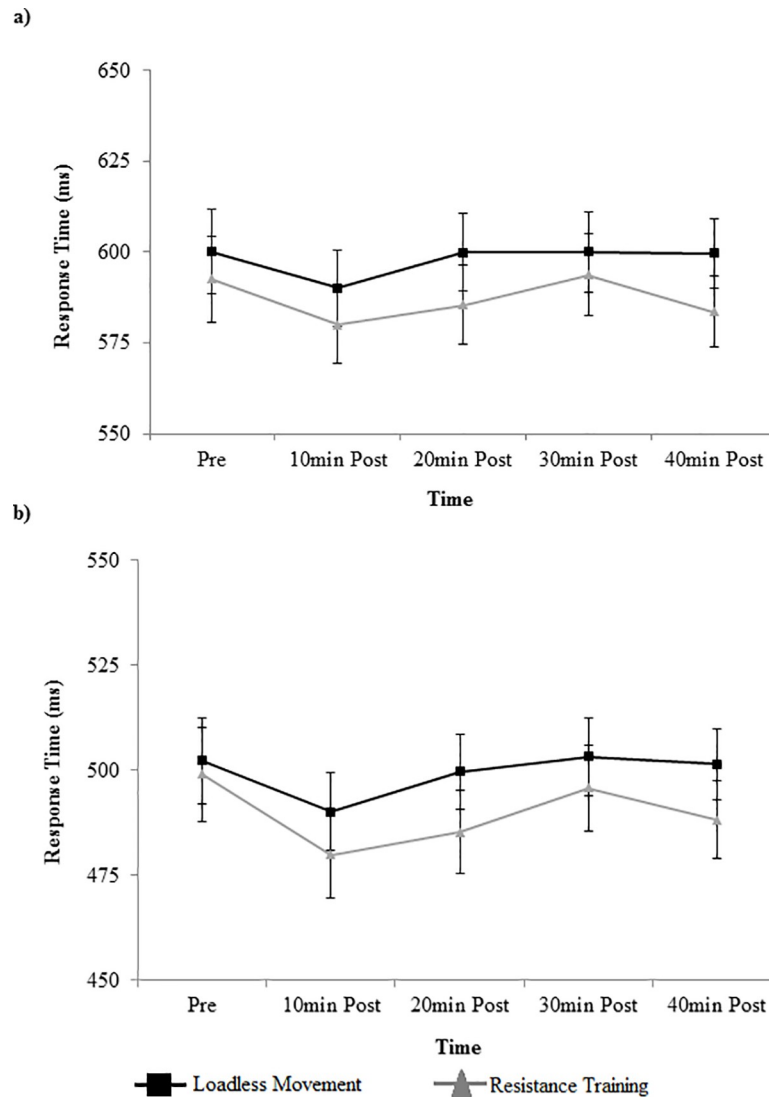 a)
650
625
600
575
550
Response Time (ms)
Pre 10min Post 20min Post 30min Post 40min Post
Time
b)
550
525
500
475
450
Response Time (ms)
Pre 10min Post 20min Post 30min Post 40min Post
Time
Loadless Movement Resistance Training